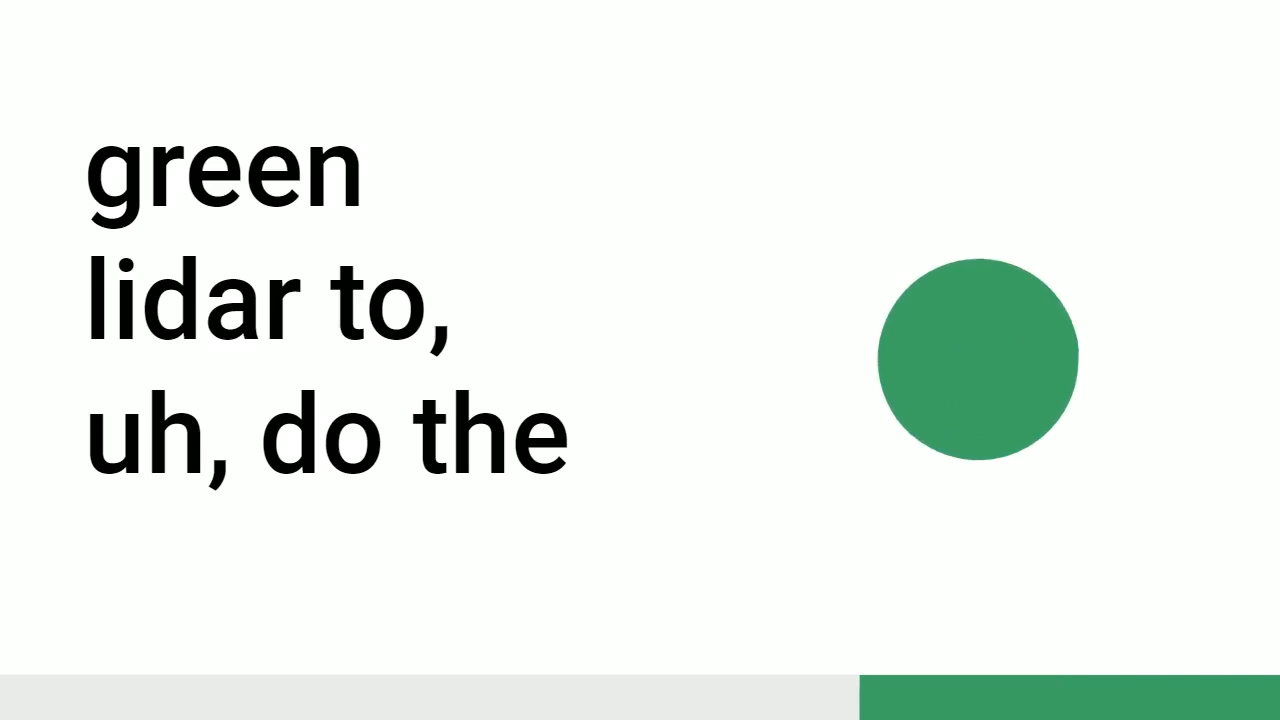 green
lidar to,
uh, do the